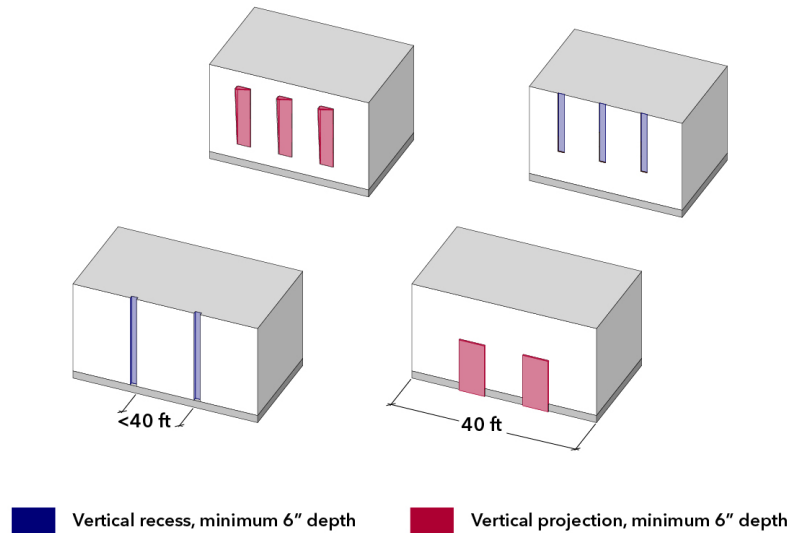 <40 ft
40 ft
Vertical recess, minimum 6” depth
Vertical projection, minimum 6” depth